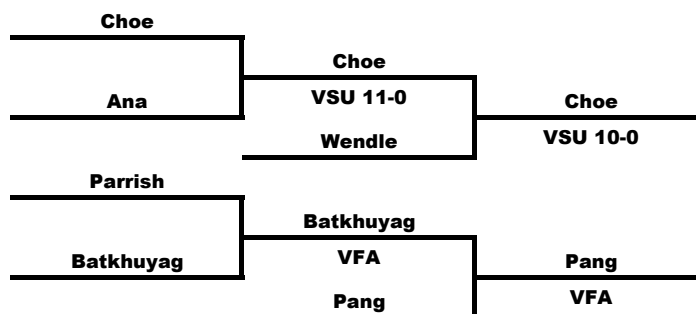 Choe
Choe
Ana
VSU 11-0
Choe
Wendle
VSU 10-0
Parrish
Batkhuyag
Batkhuyag
VFA
Pang
Pang
VFA